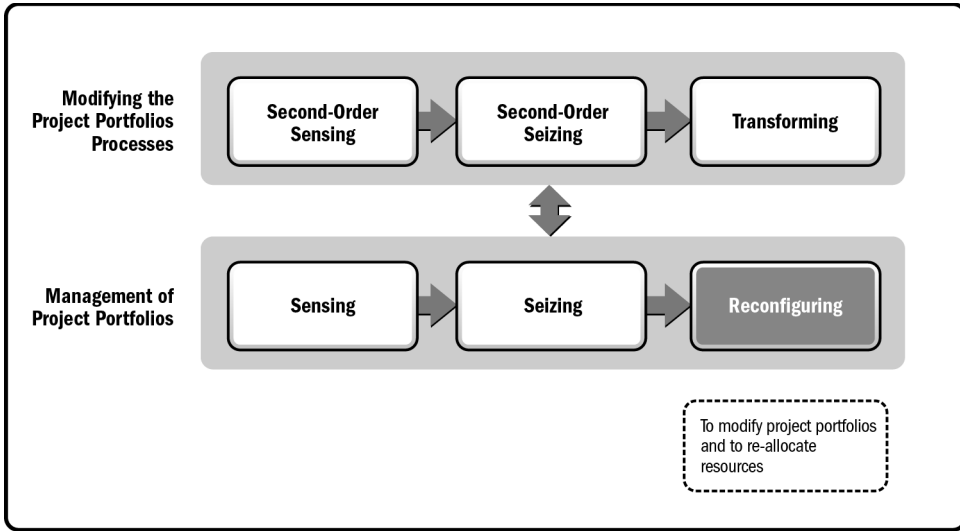 Modifying the
Project Portfolios
Processes
Second-Order
Sensing
Second-Order
Seizing
Transforming
Management of
Project Portfolios
Sensing
Seizing
Reconfiguring
To modify project portfolios
and to re-allocate
resources